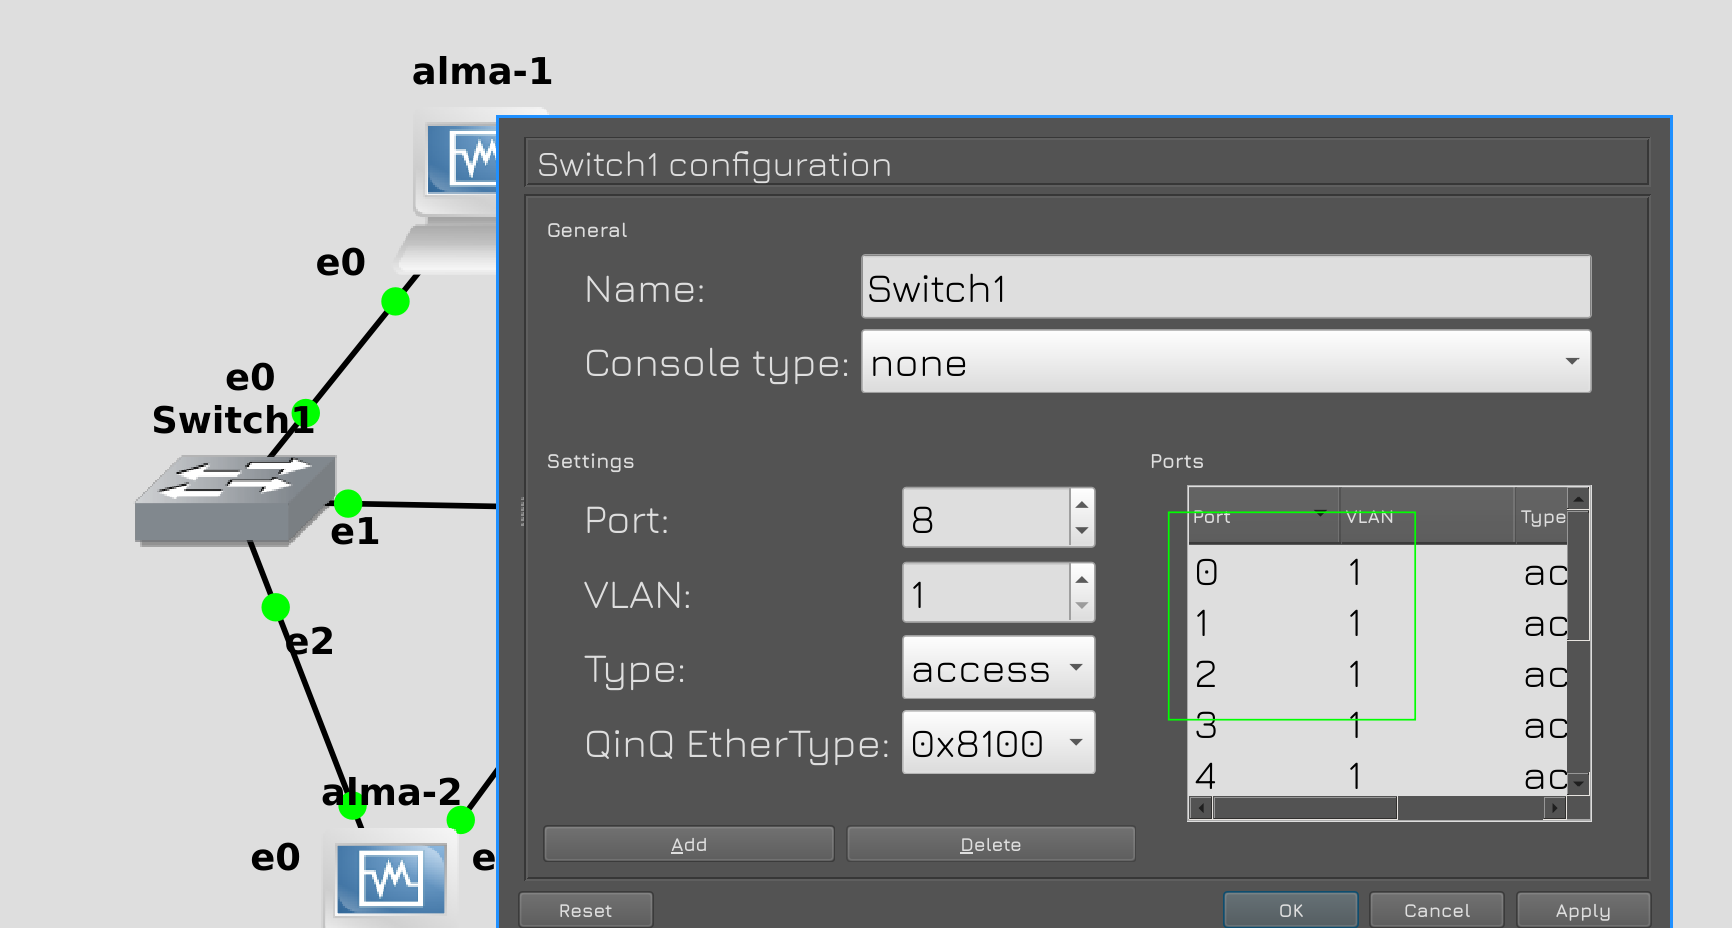 alma-1
Switch1 configuration
General
e0
Name: Switch1
Console type: none
e0
Switch1
Settings
Ports
Port: 8
Port VLAN Type
e1
0 1 ac
VLAN: 1
1 1 ac
e2
Type: access
2 1 ac
3 1 ac
QinQ EtherType: 0x8100
4 1 ac
alma-2
Add Delete
e0
e
Reset OK Cancel Apply